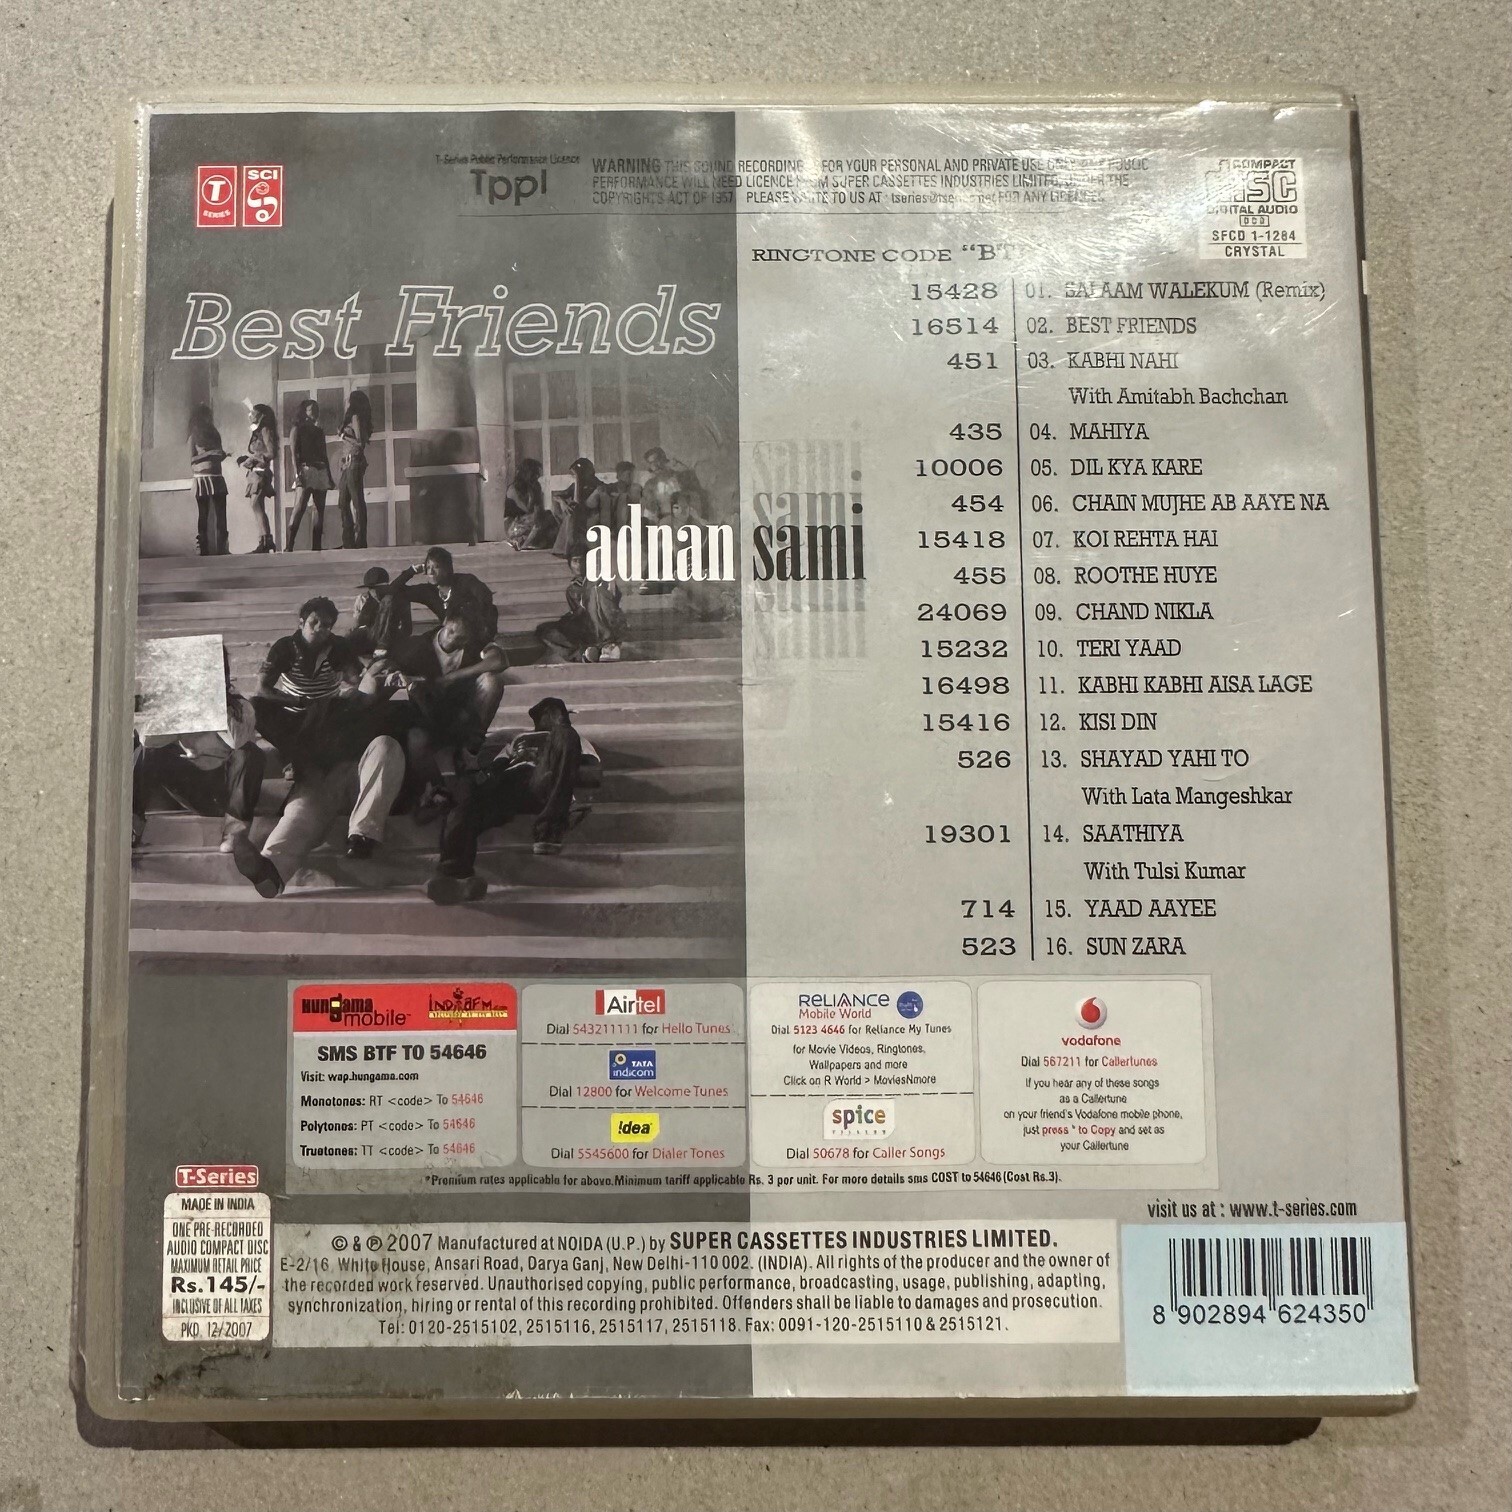 T SERIES
SCI
T-Series Public Performance Licence
Tppl
WARNING THIS SOUND RECORDING FOR YOUR PERSONAL AND PRIVATE USE PUBLIC
PERFORMANCE WILL NEED LICENCE SUPER CASSETTES INDUSTRIES LIMITED, UNDER THE
COPYRIGHTS ACT OF 1957. PLEASE WRITE TO US AT : tseries@tseries.net FOR ANY LICENCES.
COMPACT
DISC
DIGITAL AUDIO
DDD
SFCD 1-1284
CRYSTAL
Best Friends
adnan sami
sami
RINGTONE CODE "BT
15428 01. SALAAM WALEKUM (Remix)
16514 02. BEST FRIENDS
451 03. KABHI NAHI
With Amitabh Bachchan
435 04. MAHIYA
10006 05. DIL KYA KARE
454 06. CHAIN MUJHE AB AAYE NA
15418 07. KOI REHTA HAI
455 08. ROOTHE HUYE
24069 09. CHAND NIKLA
15232 10. TERI YAAD
16498 11. KABHI KABHI AISA LAGE
15416 12. KISI DIN
526 13. SHAYAD YAHI TO
With Lata Mangeshkar
19301 14. SAATHIYA
With Tulsi Kumar
714 15. YAAD AAYEE
523 16. SUN ZARA
Hungama mobile™
INDIAFM.com
SMS BTF TO 54646
Visit: wap.hungama.com
Monotones: RT <code> To 54646
Polytones: PT <code> To 54646
Truetones: TT <code> To 54646
Airtel
Dial 543211111 for Hello Tunes
TATA indicom
Dial 12800 for Welcome Tunes
!dea
Dial 5545600 for Dialer Tones
RELIANCE
Mobile World
Dial 5123 4646 for Reliance My Tunes
for Movie Videos, Ringtones,
Wallpapers and more
Click on R World > MoviesNmore
spice
Dial 50678 for Caller Songs
vodafone
Dial 567211 for Callertunes
If you hear any of these songs
as a Callertune
on your friend's Vodafone mobile phone,
just press * to Copy and set as
your Callertune
*Premium rates applicable for above.Minimum tariff applicable Rs. 3 per unit. For more details sms COST to 54646 (Cost Rs.3).
T-Series
MADE IN INDIA
ONE PRE-RECORDED
AUDIO COMPACT DISC
MAXIMUM RETAIL PRICE
Rs.145/-
INCLUSIVE OF ALL TAXES
PKD. 12/2007
visit us at : www.t-series.com
© & ℗ 2007 Manufactured at NOIDA (U.P.) by SUPER CASSETTES INDUSTRIES LIMITED.
E-2/16, White House, Ansari Road, Darya Ganj, New Delhi-110 002. (INDIA). All rights of the producer and the owner of
the recorded work reserved. Unauthorised copying, public performance, broadcasting, usage, publishing, adapting,
synchronization, hiring or rental of this recording prohibited. Offenders shall be liable to damages and prosecution.
Tel: 0120-2515102, 2515116, 2515117, 2515118. Fax: 0091-120-2515110 & 2515121.
8 902894 624350